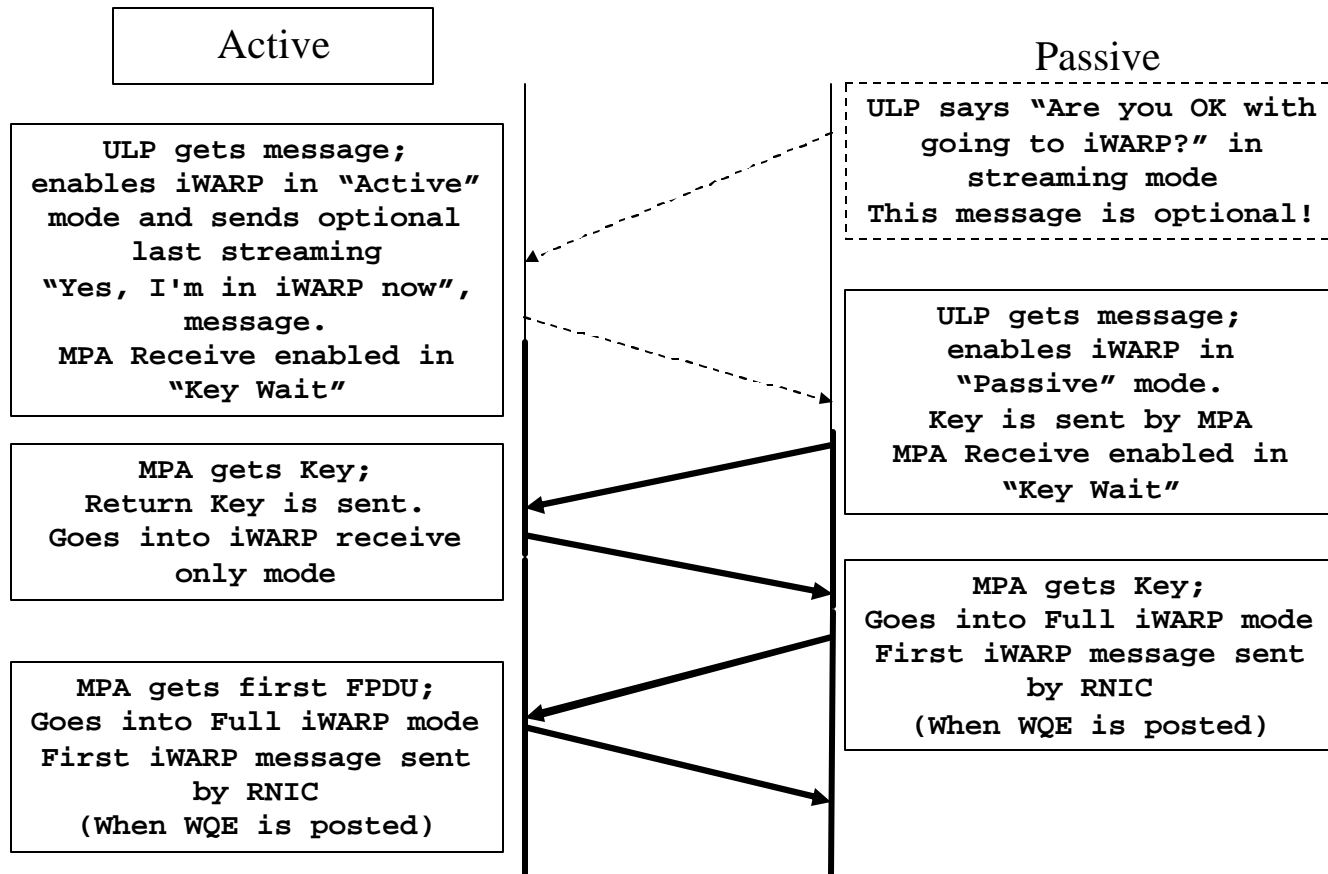 Active
Passive
ULP says “Are you OK with
going to iWARP?” in
streaming mode
This message is optional!
ULP gets message;
enables iWARP in “Active”
mode and sends optional
last streaming
“Yes, I'm in iWARP now”,
message.
MPA Receive enabled in
“Key Wait”
ULP gets message;
enables iWARP in
“Passive” mode.
Key is sent by MPA
MPA Receive enabled in
“Key Wait”
MPA gets Key;
Return Key is sent.
Goes into iWARP receive
only mode
MPA gets Key;
Goes into Full iWARP mode
First iWARP message sent
by RNIC
(When WQE is posted)
MPA gets first FPDU;
Goes into Full iWARP mode
First iWARP message sent
by RNIC
(When WQE is posted)